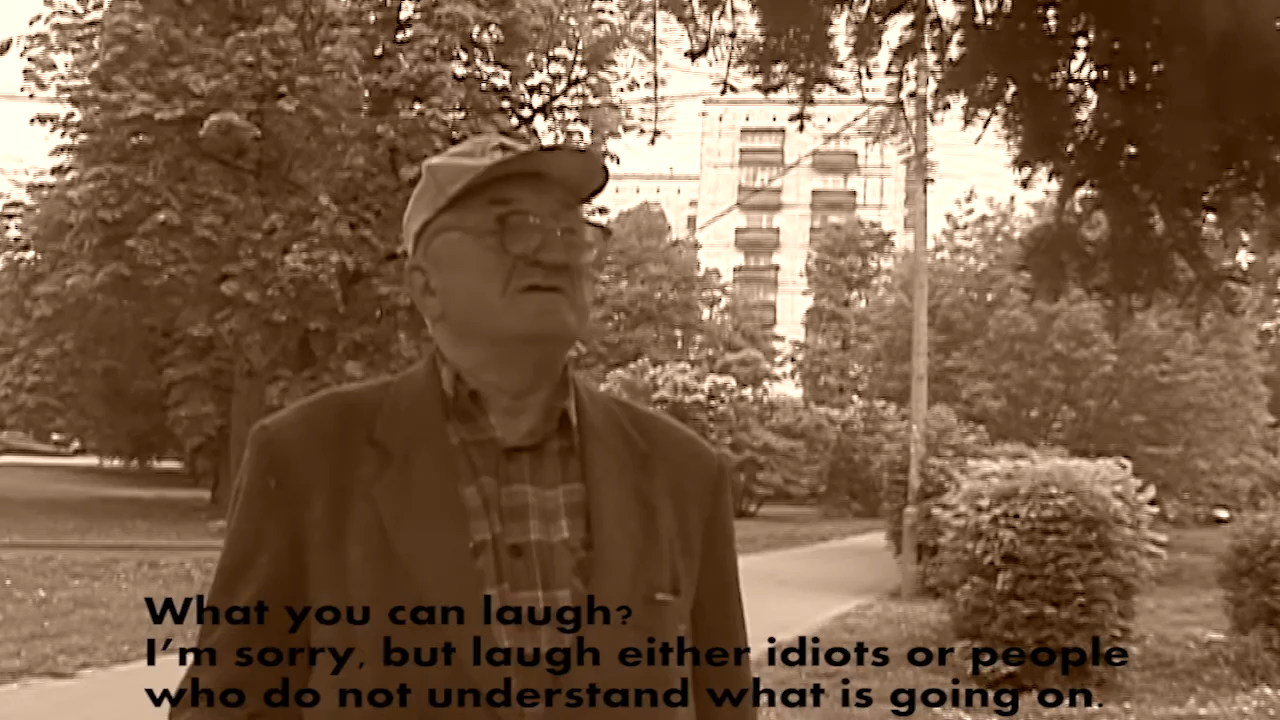 What you can laugh?
I'm sorry, but laugh either idiots or people
who do not understand what is going on.